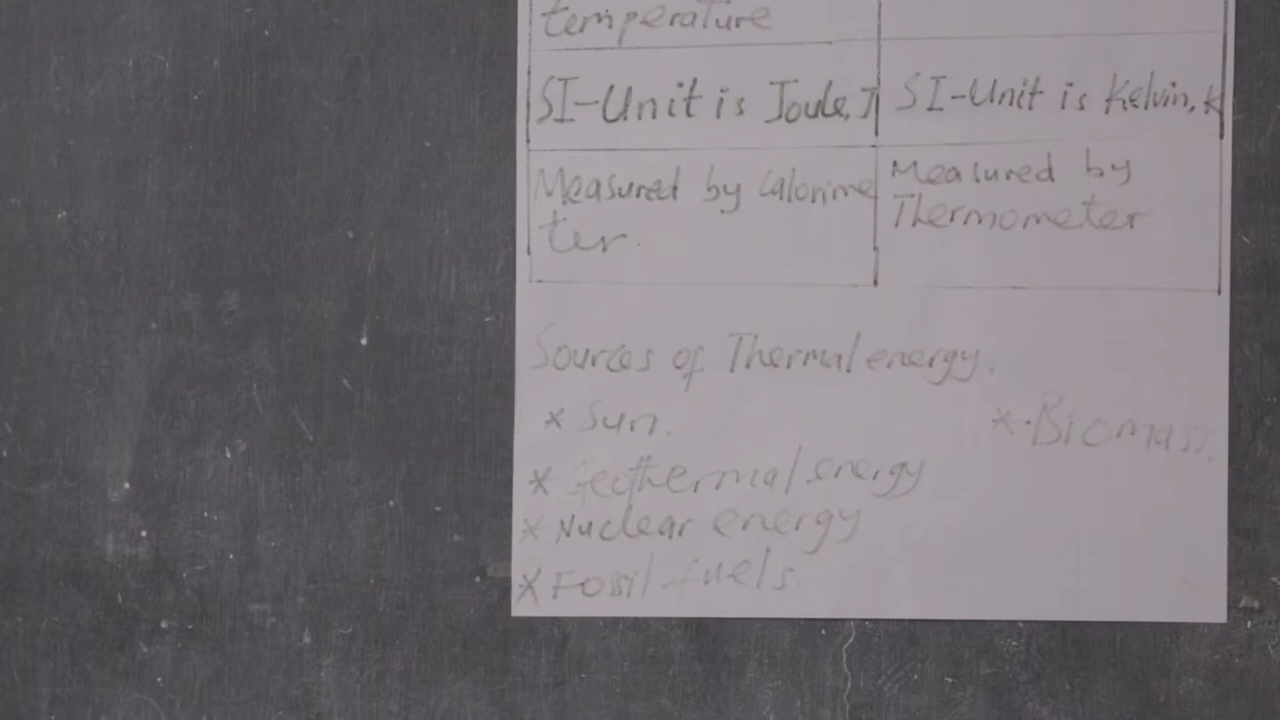 temperature
SI-Unit is Joule, J
SI-Unit is Kelvin, K
Measured by Calorime
ter.
Measured by
Thermometer
Sources of Thermal energy.
* Sun.
* Biomass.
* Geothermal energy
* Nuclear energy
* Fossil fuels.